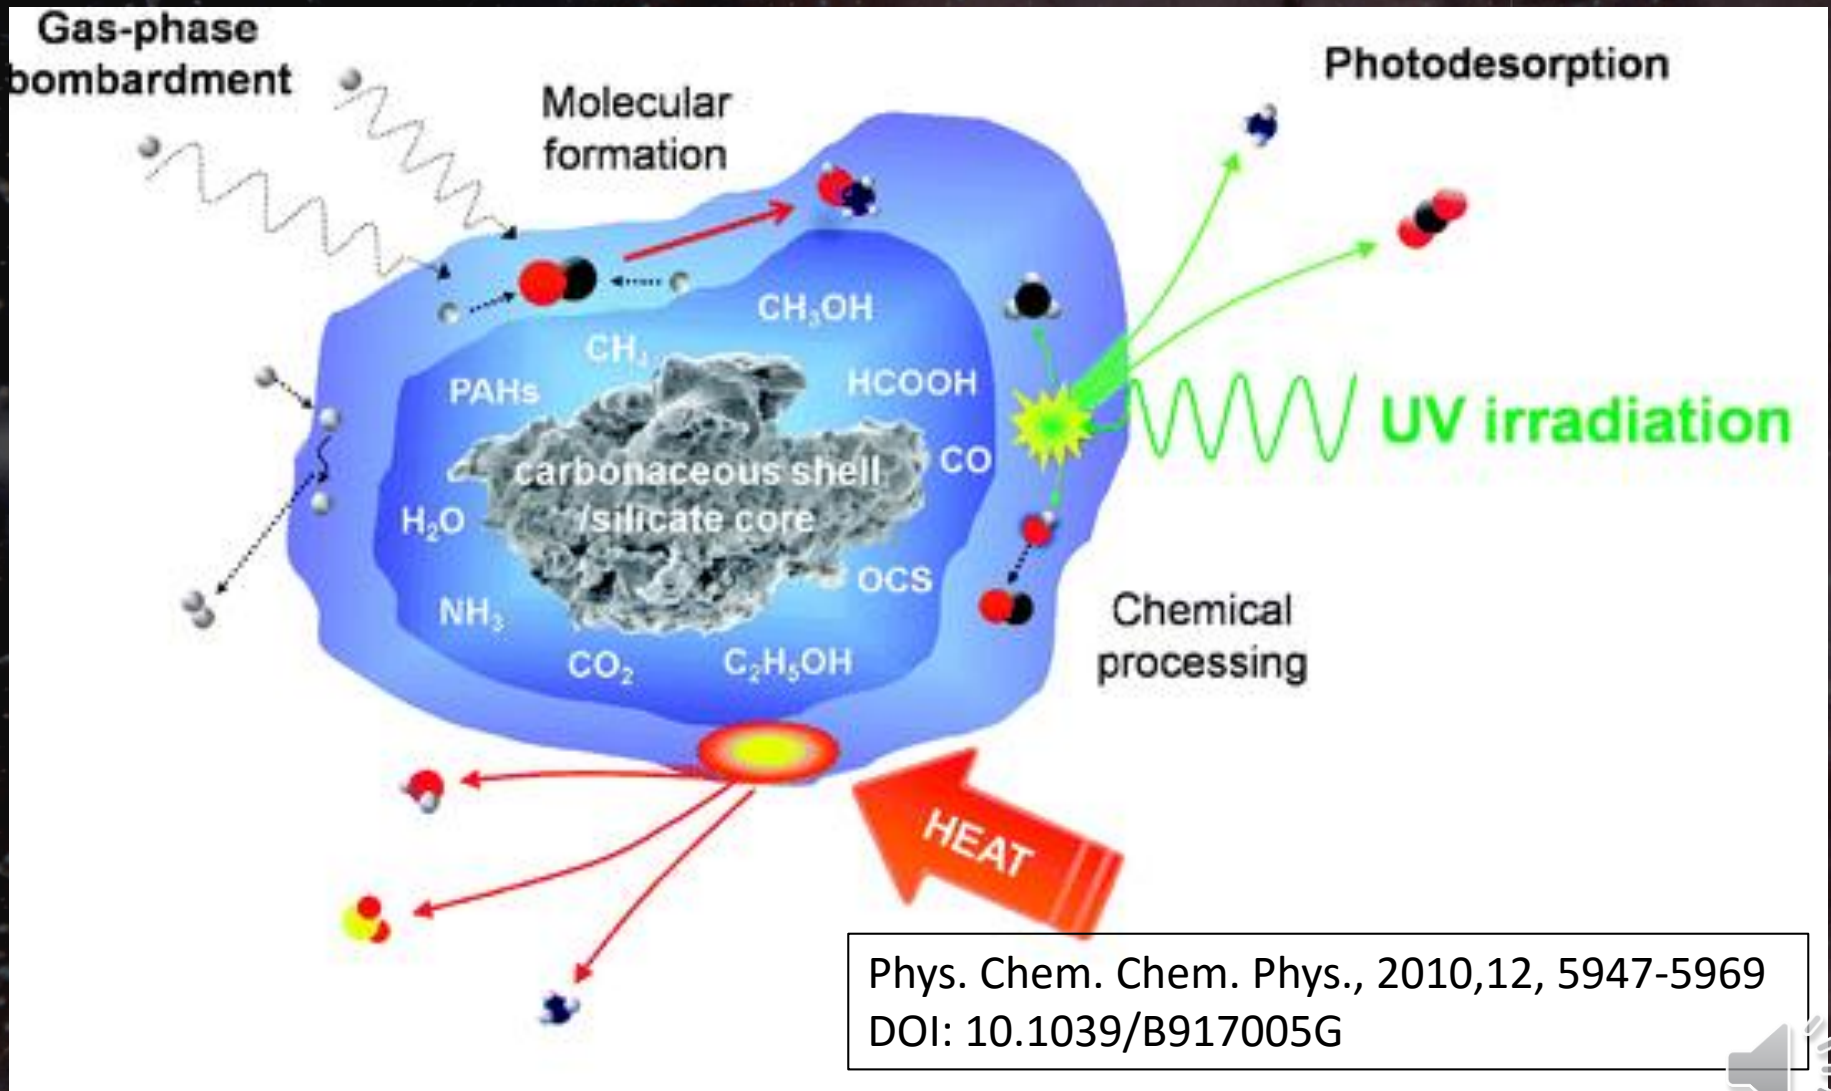 Gas-phase
bombardment
Molecular
formation
Photodesorption
CH₃OH
CH₄
PAHs
HCOOH
UV irradiation
carbonaceous shell
/silicate core
CO
H₂O
OCS
NH₃
Chemical
processing
CO₂
C₂H₅OH
HEAT
Phys. Chem. Chem. Phys., 2010,12, 5947-5969
DOI: 10.1039/B917005G